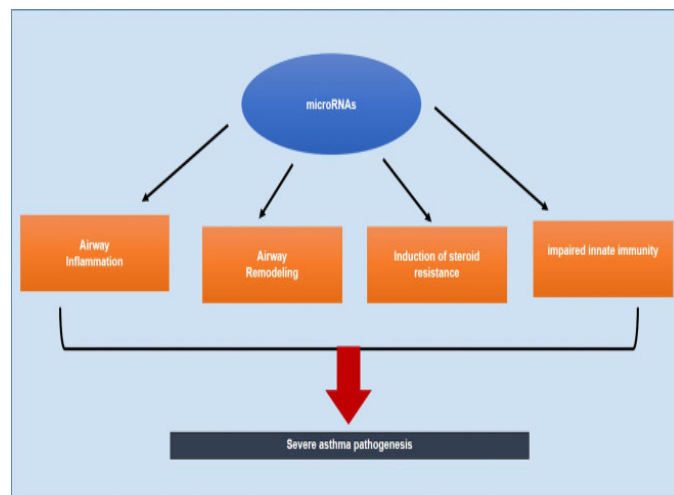 microRNAs
Airway
Inflammation
Airway
Remodeling
Induction of steroid
resistance
impaired innate immunity
Severe asthma pathogenesis